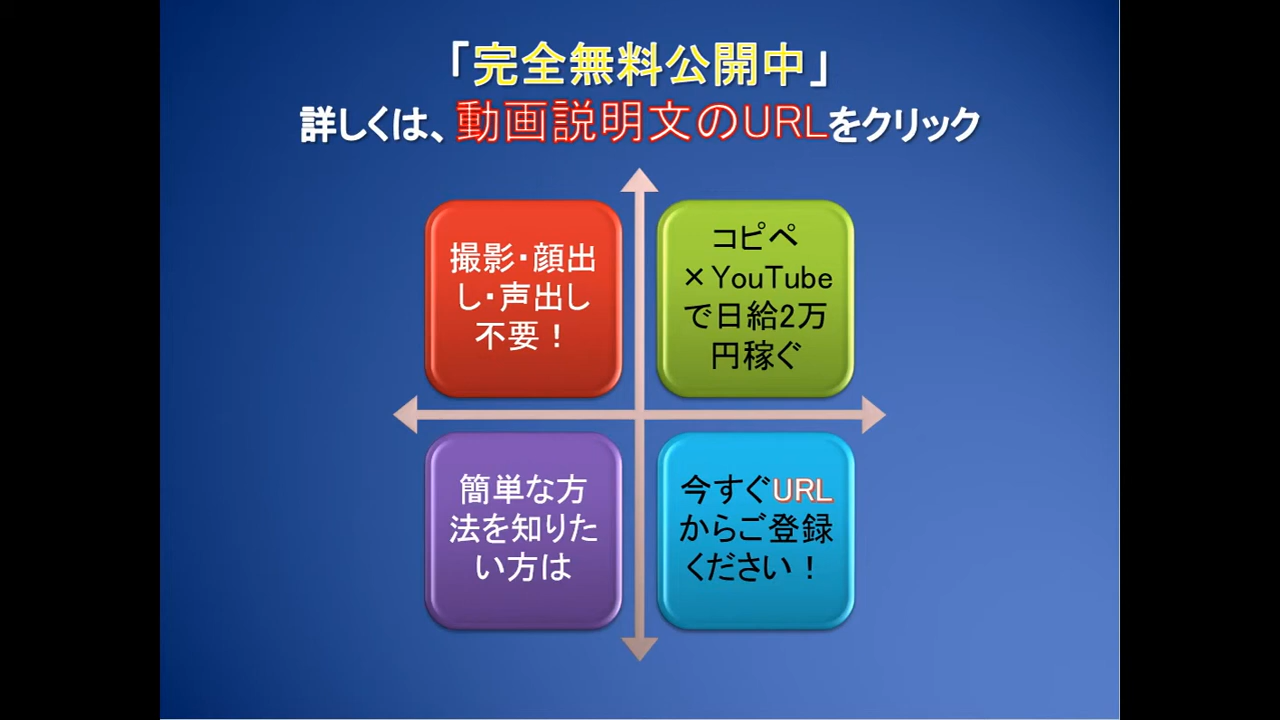 「完全無料公開中」
詳しくは、動画説明文のURLをクリック
撮影・顔出
し・声出し
不要！
コピペ
×YouTube
で日給2万
円稼ぐ
簡単な方
法を知りた
い方は
今すぐURL
からご登録
ください！